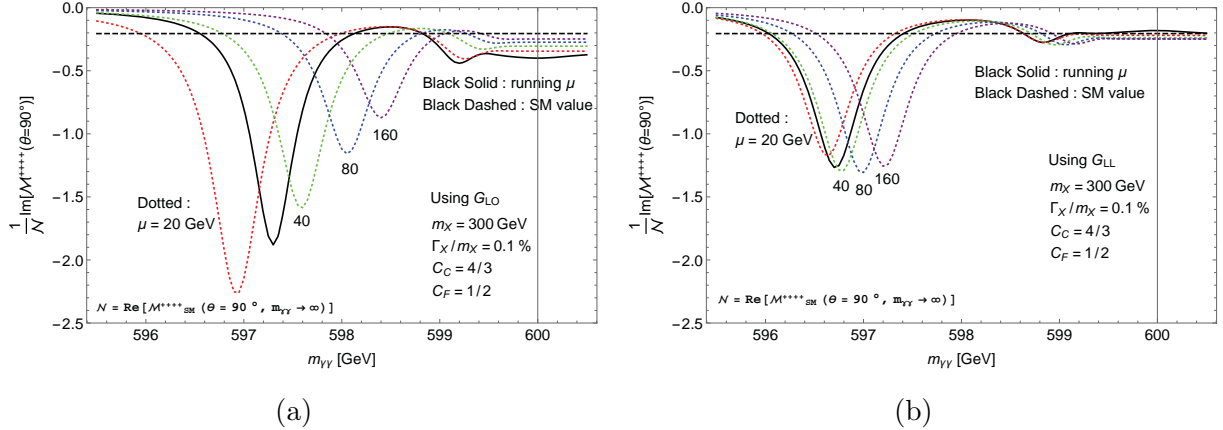 0.0
−0.5
−1.0
−1.5
−2.0
−2.5
1/𝒩 Im[ℳ⁺⁺⁺⁺(θ=90°)]
Black Solid : running μ
Black Dashed : SM value
160
80
40
Dotted :
μ = 20 GeV
Using G_LO
m_X = 300 GeV
Γ_X/m_X = 0.1 %
C_C = 4/3
C_F = 1/2
𝒩 = Re[ℳ⁺⁺⁺⁺_SM (θ = 90 °, m_γγ → ∞)]
596 597 598 599 600
m_γγ [GeV]
(a)
0.0
−0.5
−1.0
−1.5
−2.0
−2.5
1/𝒩 Im[ℳ⁺⁺⁺⁺(θ=90°)]
Black Solid : running μ
Black Dashed : SM value
Dotted :
μ = 20 GeV
40 80 160
Using G_LL
m_X = 300 GeV
Γ_X/m_X = 0.1 %
C_C = 4/3
C_F = 1/2
𝒩 = Re[ℳ⁺⁺⁺⁺_SM (θ = 90 °, m_γγ → ∞)]
596 597 598 599 600
m_γγ [GeV]
(b)